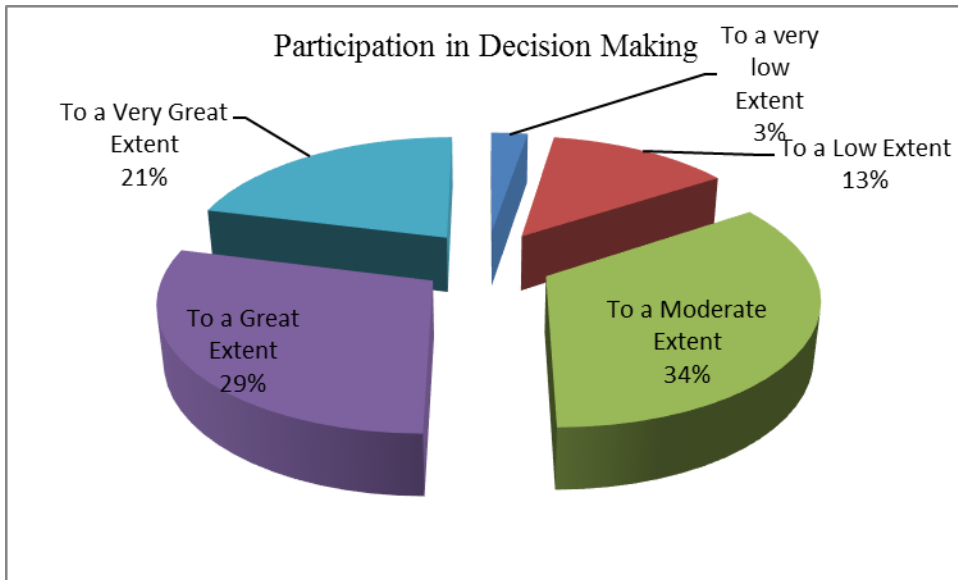 Participation in Decision Making
To a very
low
Extent
3%
To a Low Extent
13%
To a Moderate
Extent
34%
To a Great
Extent
29%
To a Very Great
Extent
21%